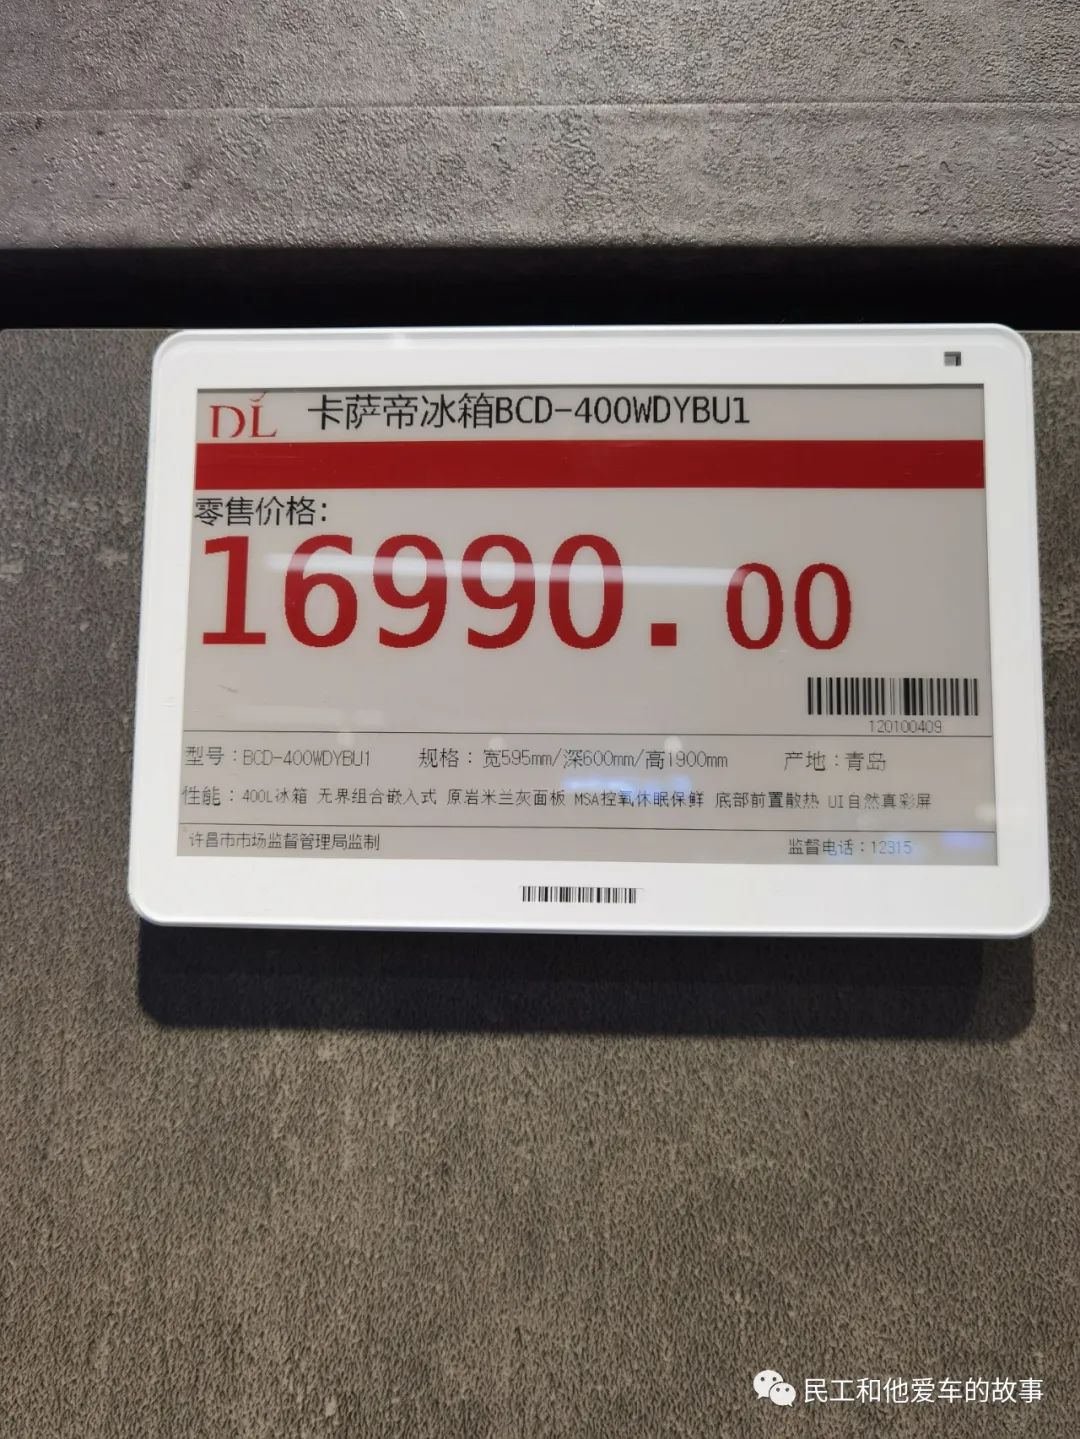 DL 卡萨帝冰箱BCD-400WDYBU1
零售价格:
16990.00
120100409
型号：BCD-400WDYBU1 规格：宽595mm/深600mm/高1900mm 产地：青岛
性能：400L冰箱 无界组合嵌入式 原岩米兰灰面板 MSA控氧休眠保鲜 底部前置散热 UI自然真彩屏
许昌市市场监督管理局监制 监督电话：12315
民工和他爱车的故事